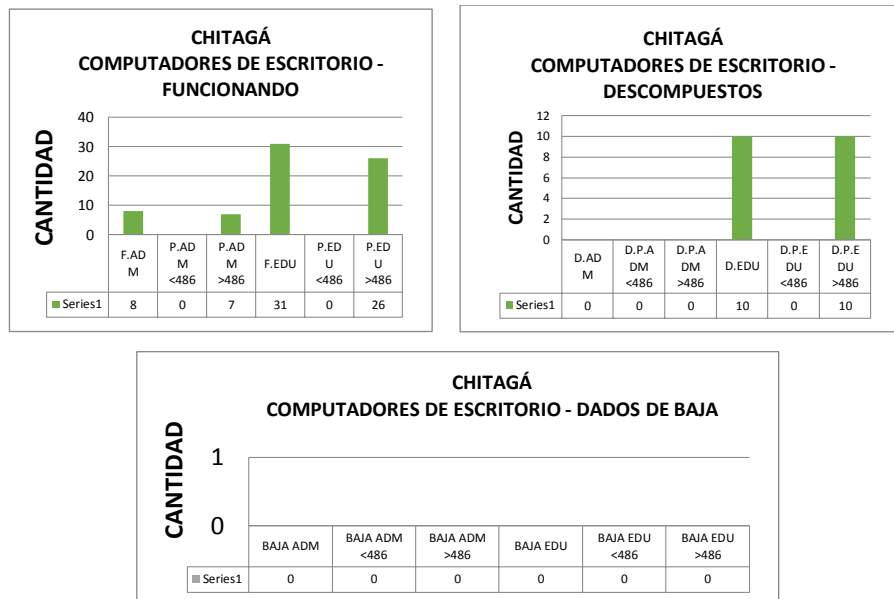 CHITAGÁ
COMPUTADORES DE ESCRITORIO -
FUNCIONANDO
CANTIDAD
40
30
20
10
0
F.AD
M
P.AD
M
<486
P.AD
M
>486
F.EDU
P.ED
U
<486
P.ED
U
>486
Series1 8 0 7 31 0 26
CHITAGÁ
COMPUTADORES DE ESCRITORIO -
DESCOMPUESTOS
CANTIDAD
12
10
8
6
4
2
0
D.AD
M
D.P.A
DM
<486
D.P.A
DM
>486
D.EDU
D.P.E
DU
<486
D.P.E
DU
>486
Series1 0 0 0 10 0 10
CHITAGÁ
COMPUTADORES DE ESCRITORIO - DADOS DE BAJA
CANTIDAD
1
0
BAJA ADM
BAJA ADM
<486
BAJA ADM
>486
BAJA EDU
BAJA EDU
<486
BAJA EDU
>486
Series1 0 0 0 0 0 0